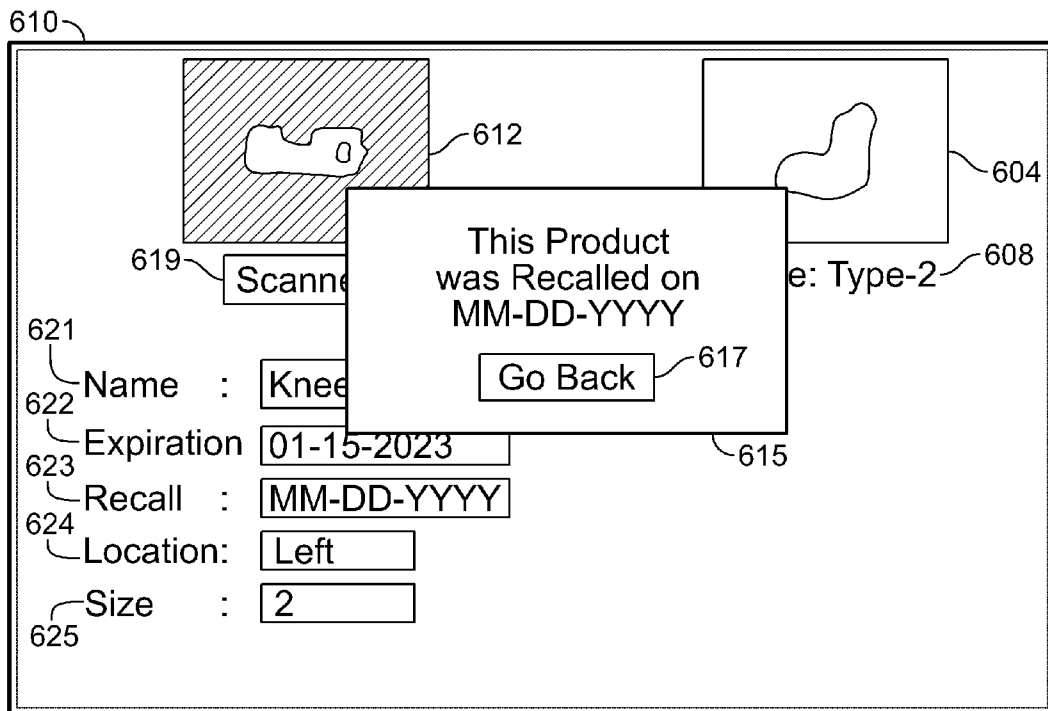 610
612
604
This Product
was Recalled on
MM-DD-YYYY
Go Back
617
615
619
Scanne
e: Type-2
608
621
Name : Knee
622
Expiration 01-15-2023
623
Recall : MM-DD-YYYY
624
Location: Left
Size : 2
625